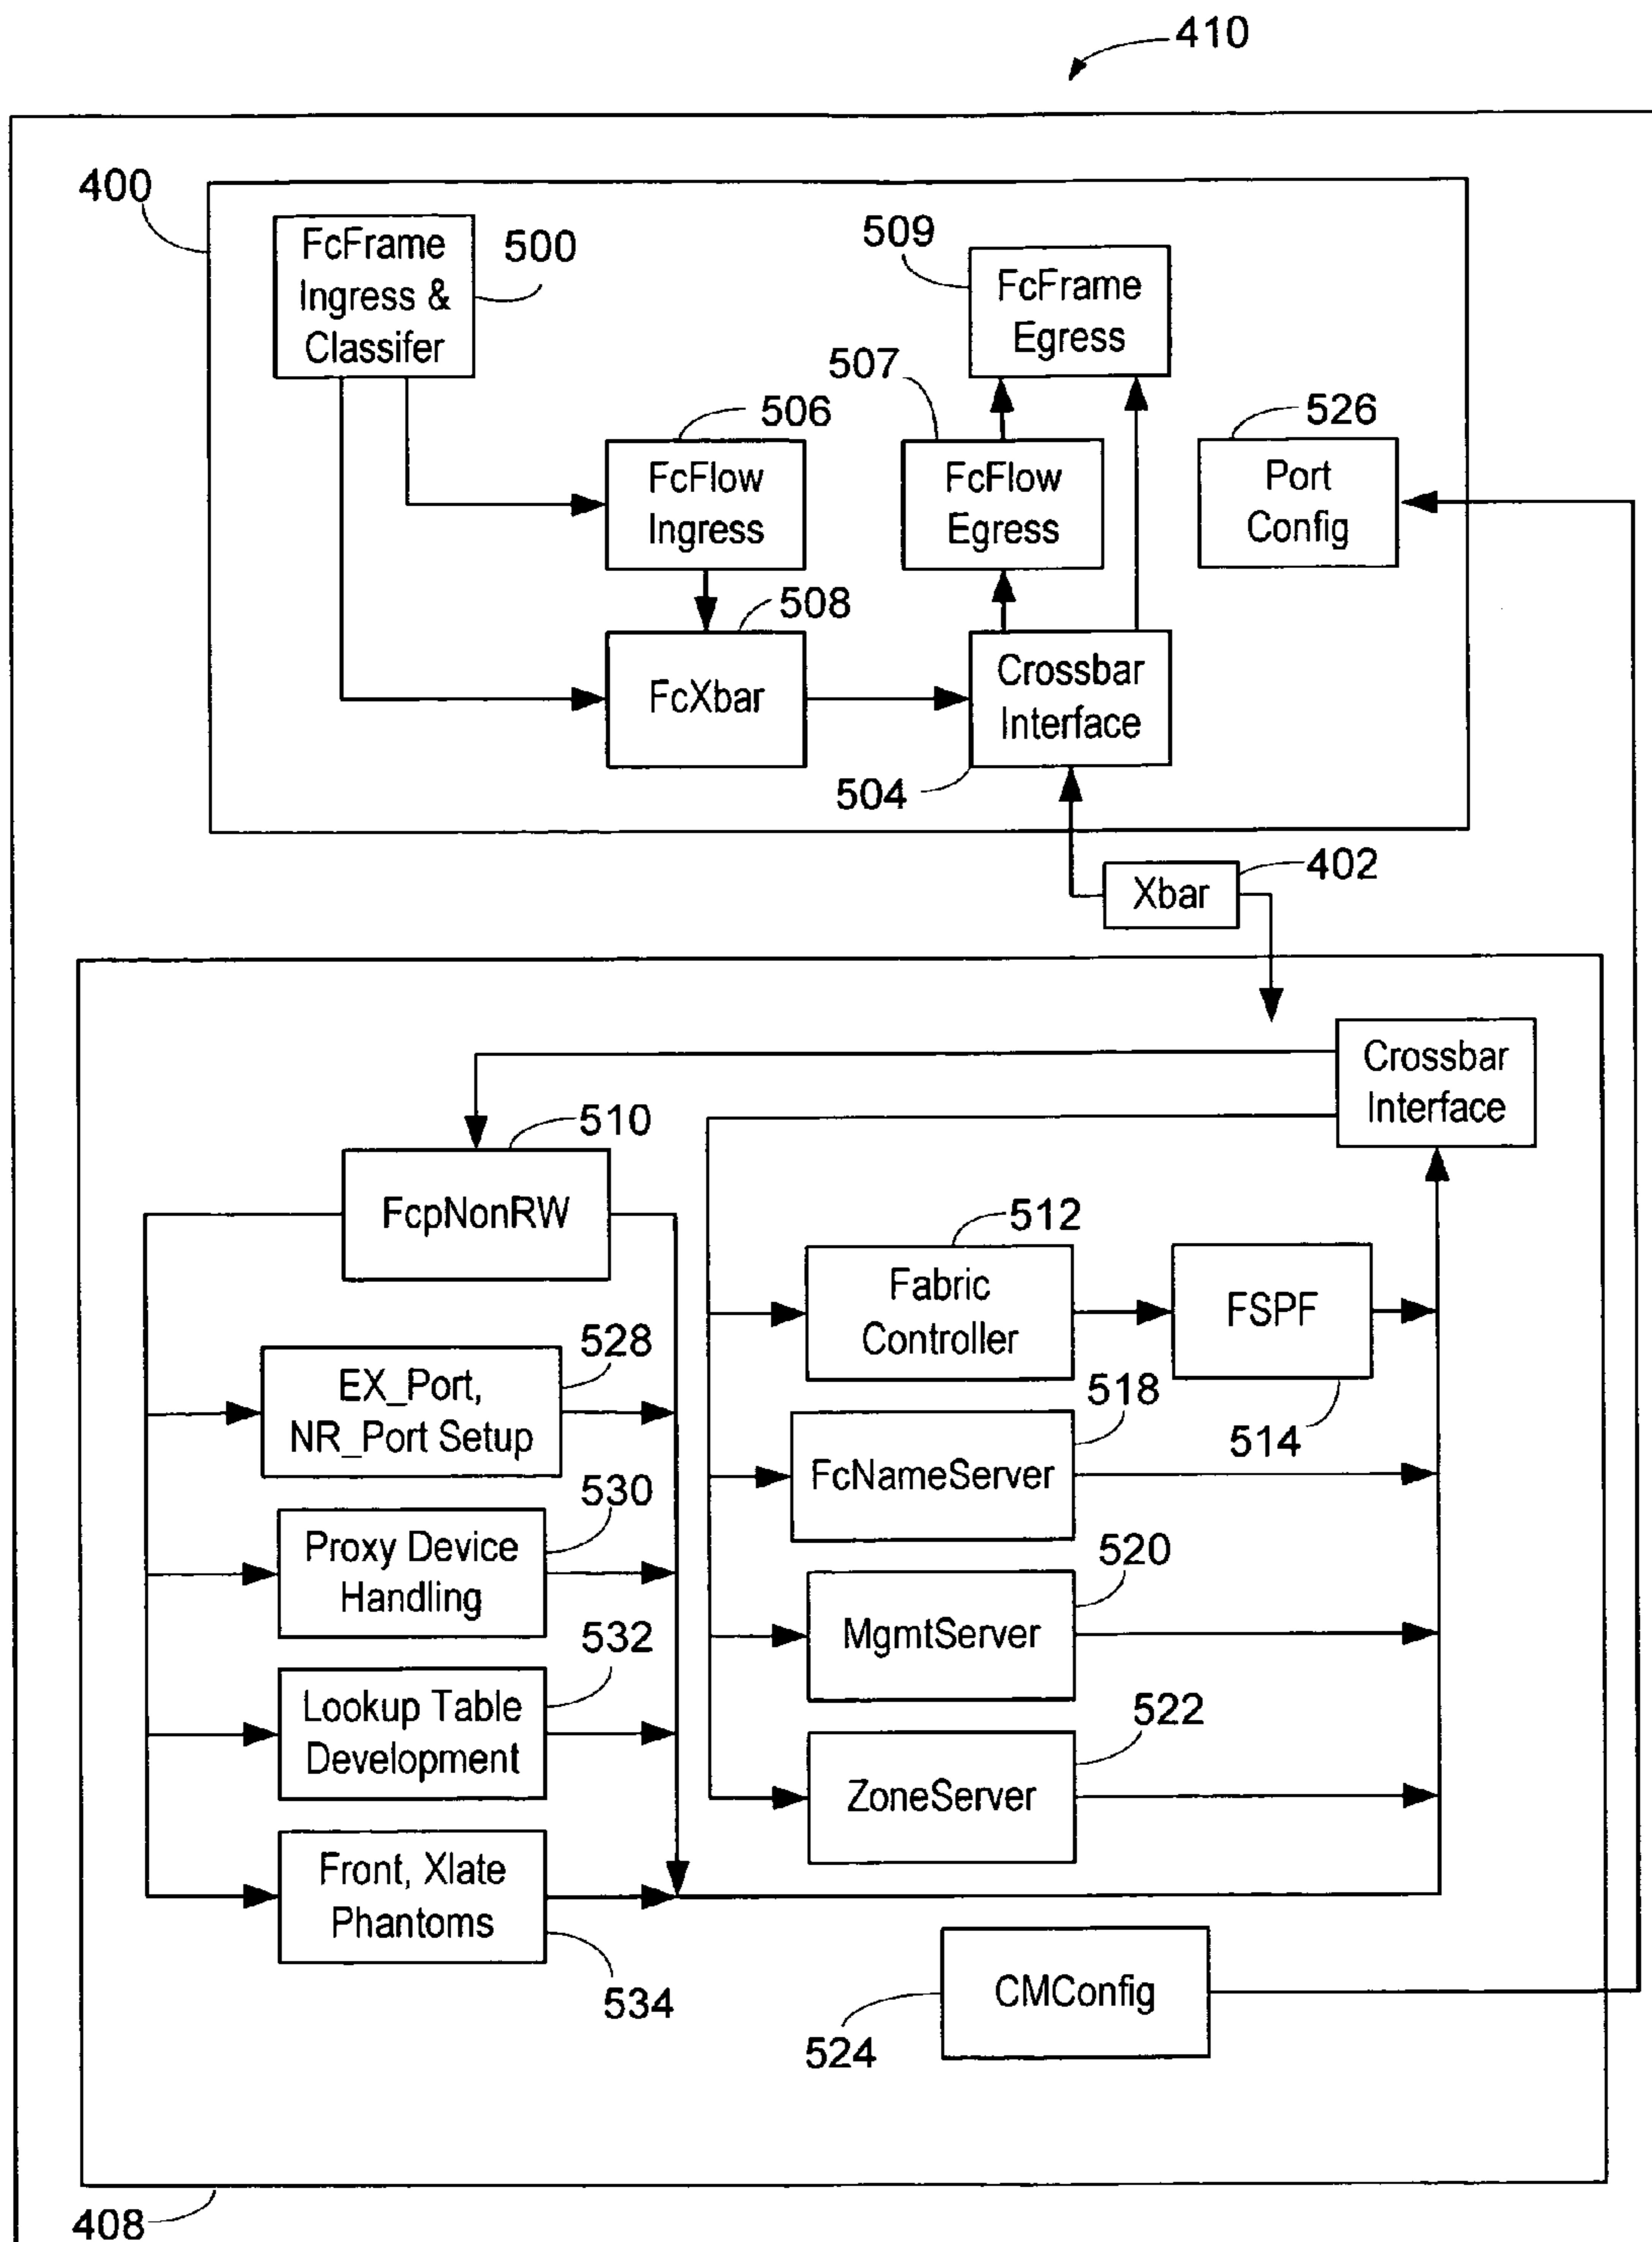 410
400
FcFrame
Ingress &
Classifer
500
509
FcFrame
Egress
507
506
526
FcFlow
Ingress
FcFlow
Egress
Port
Config
508
FcXbar
Crossbar
Interface
504
402
Xbar
Crossbar
Interface
510
FcpNonRW
512
Fabric
Controller
FSPF
514
528
EX_Port,
NR_Port Setup
518
FcNameServer
530
Proxy Device
Handling
520
MgmtServer
532
Lookup Table
Development
522
ZoneServer
Front, Xlate
Phantoms
534
CMConfig
524
408